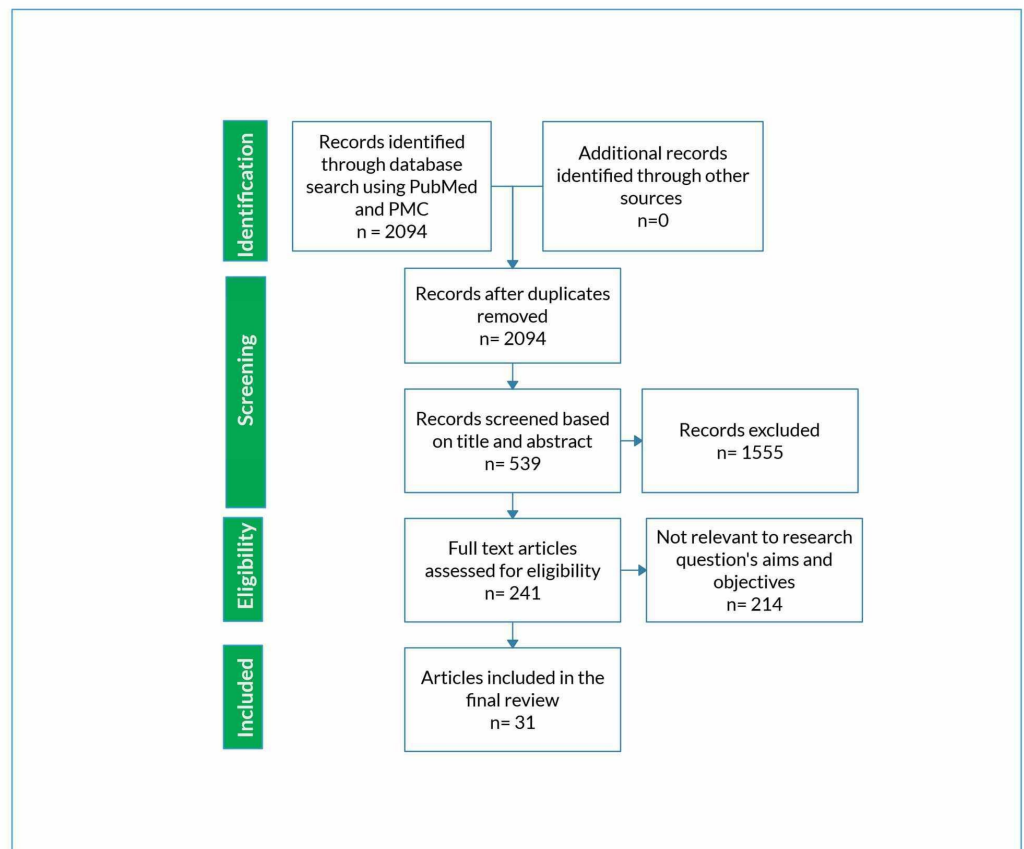 Identification
Records identified
through database
search using PubMed
and PMC
n = 2094
Additional records
identified through other
sources
n=0
Screening
Records after duplicates
removed
n= 2094
Records screened based
on title and abstract
n= 539
Records excluded
n= 1555
Eligibility
Full text articles
assessed for eligibility
n= 241
Not relevant to research
question's aims and
objectives
n= 214
Included
Articles included in the
final review
n= 31